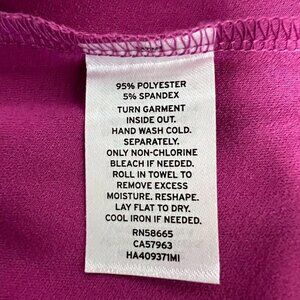 95% POLYESTER
5% SPANDEX
TURN GARMENT
INSIDE OUT.
HAND WASH COLD.
SEPARATELY.
ONLY NON-CHLORINE
BLEACH IF NEEDED.
ROLL IN TOWEL TO
REMOVE EXCESS
MOISTURE. RESHAPE.
LAY FLAT TO DRY.
COOL IRON IF NEEDED.
RN58665
CA57963
HA409371MI